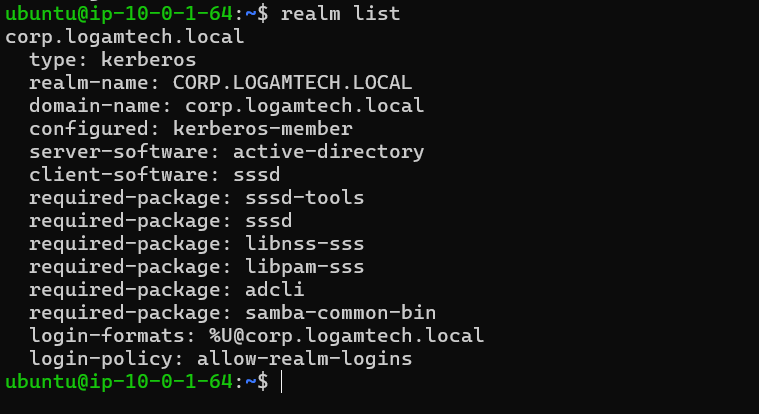 ubuntu@ip-10-0-1-64:~$ realm list
corp.logamtech.local
  type: kerberos
  realm-name: CORP.LOGAMTECH.LOCAL
  domain-name: corp.logamtech.local
  configured: kerberos-member
  server-software: active-directory
  client-software: sssd
  required-package: sssd-tools
  required-package: sssd
  required-package: libnss-sss
  required-package: libpam-sss
  required-package: adcli
  required-package: samba-common-bin
  login-formats: %U@corp.logamtech.local
  login-policy: allow-realm-logins
ubuntu@ip-10-0-1-64:~$